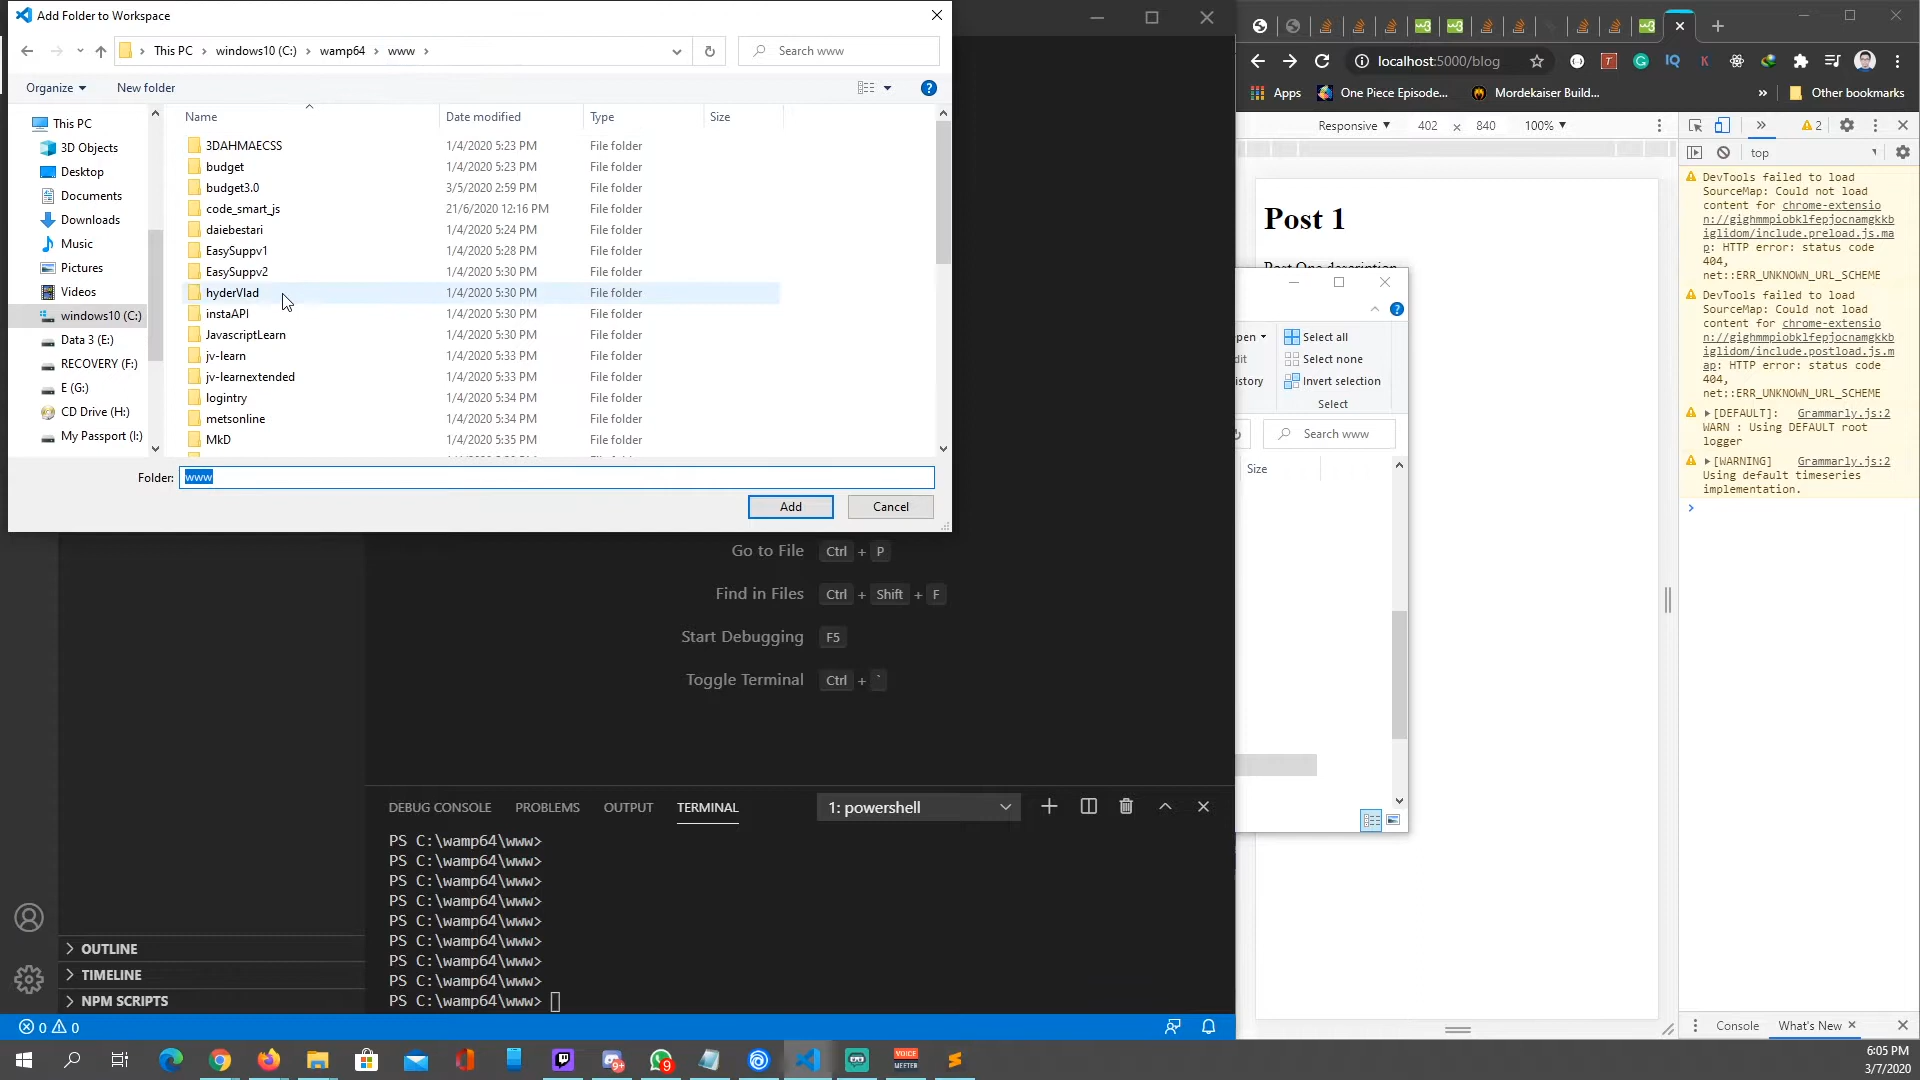 Add Folder to Workspace
This PC > windows10 (C:) > wamp64 > www >
Search www
Organize
New folder
Name
Date modified
Type
Size
This PC
3D Objects
Desktop
Documents
Downloads
Music
Pictures
Videos
windows10 (C:)
Data 3 (E:)
RECOVERY (F:)
E (G:)
CD Drive (H:)
My Passport (I:)
3DAHMAECSS 1/4/2020 5:23 PM File folder
budget 1/4/2020 5:23 PM File folder
budget3.0 3/5/2020 2:59 PM File folder
code_smart_js 21/6/2020 12:16 PM File folder
daiebestari 1/4/2020 5:24 PM File folder
EasySuppv1 1/4/2020 5:28 PM File folder
EasySuppv2 1/4/2020 5:30 PM File folder
hyderVlad 1/4/2020 5:30 PM File folder
instaAPI 1/4/2020 5:30 PM File folder
JavascriptLearn 1/4/2020 5:30 PM File folder
jv-learn 1/4/2020 5:33 PM File folder
jv-learnextended 1/4/2020 5:33 PM File folder
logintry 1/4/2020 5:34 PM File folder
metsonline 1/4/2020 5:34 PM File folder
MkD 1/4/2020 5:35 PM File folder
Folder: www
Add
Cancel
Go to File Ctrl + P
Find in Files Ctrl + Shift + F
Start Debugging F5
Toggle Terminal Ctrl + `
DEBUG CONSOLE PROBLEMS OUTPUT TERMINAL
1: powershell
PS C:\wamp64\www>
PS C:\wamp64\www>
PS C:\wamp64\www>
PS C:\wamp64\www>
PS C:\wamp64\www>
PS C:\wamp64\www>
PS C:\wamp64\www>
PS C:\wamp64\www>
PS C:\wamp64\www>
OUTLINE
TIMELINE
NPM SCRIPTS
0 0
localhost:5000/blog
Apps
One Piece Episode...
Mordekaiser Build...
» Other bookmarks
Responsive 402 x 840 100%
Post 1
Post One description
Select all
Select none
Invert selection
Select
Search www
Size
» 2
top
DevTools failed to load
SourceMap: Could not load
content for chrome-extensio
n://gighmmpiobklfepjocnamgkkb
iglidom/include.preload.js.ma
p: HTTP error: status code
404,
net::ERR_UNKNOWN_URL_SCHEME
DevTools failed to load
SourceMap: Could not load
content for chrome-extensio
n://gighmmpiobklfepjocnamgkkb
iglidom/include.postload.js.m
ap: HTTP error: status code
404,
net::ERR_UNKNOWN_URL_SCHEME
[DEFAULT]: Grammarly.js:2
WARN : Using DEFAULT root
logger
[WARNING] Grammarly.js:2
Using default timeseries
implementation.
Console
What's New
9+
9
VOICE
MEETER
6:05 PM
3/7/2020